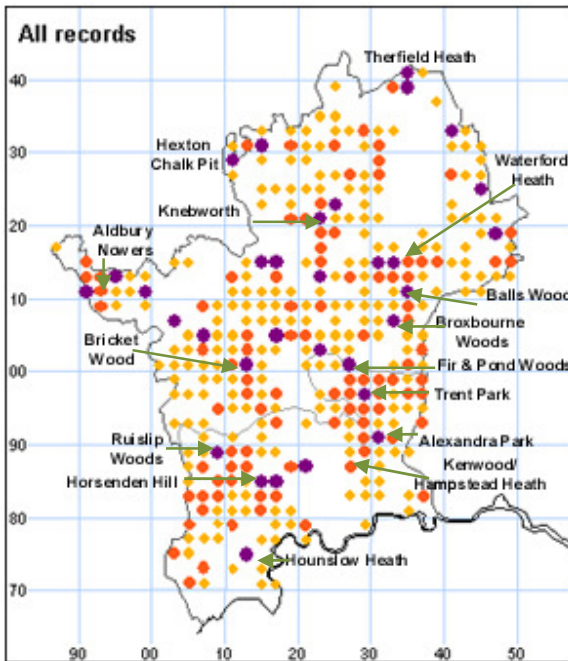 All records
Therfield Heath
40
Hexton
Chalk Pit
Waterford
Heath
30
Knebworth
20
Aldbury
Nowers
Balls Wood
10
Broxbourne
Woods
Bricket
Wood
Fir & Pond Woods
00
Trent Park
Ruislip
Woods
Alexandra Park
90
Horsenden Hill
Kenwood/
Hampstead Heath
80
Hounslow Heath
70
90 00 10 20 30 40 50